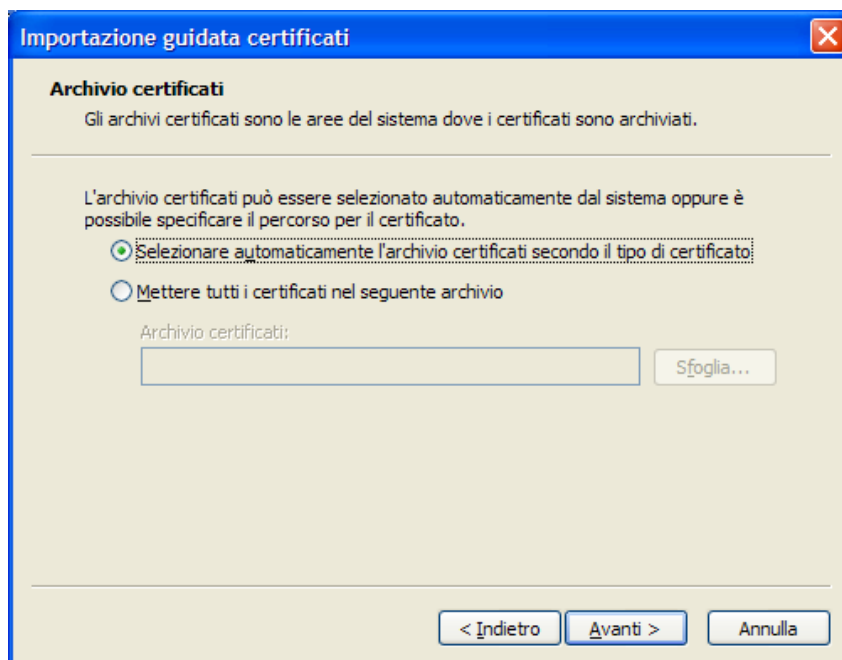 Importazione guidata certificati
Archivio certificati
Gli archivi certificati sono le aree del sistema dove i certificati sono archiviati.
L'archivio certificati può essere selezionato automaticamente dal sistema oppure è
possibile specificare il percorso per il certificato.
Selezionare automaticamente l'archivio certificati secondo il tipo di certificato
Mettere tutti i certificati nel seguente archivio
Archivio certificati:
Sfoglia...
< Indietro
Avanti >
Annulla